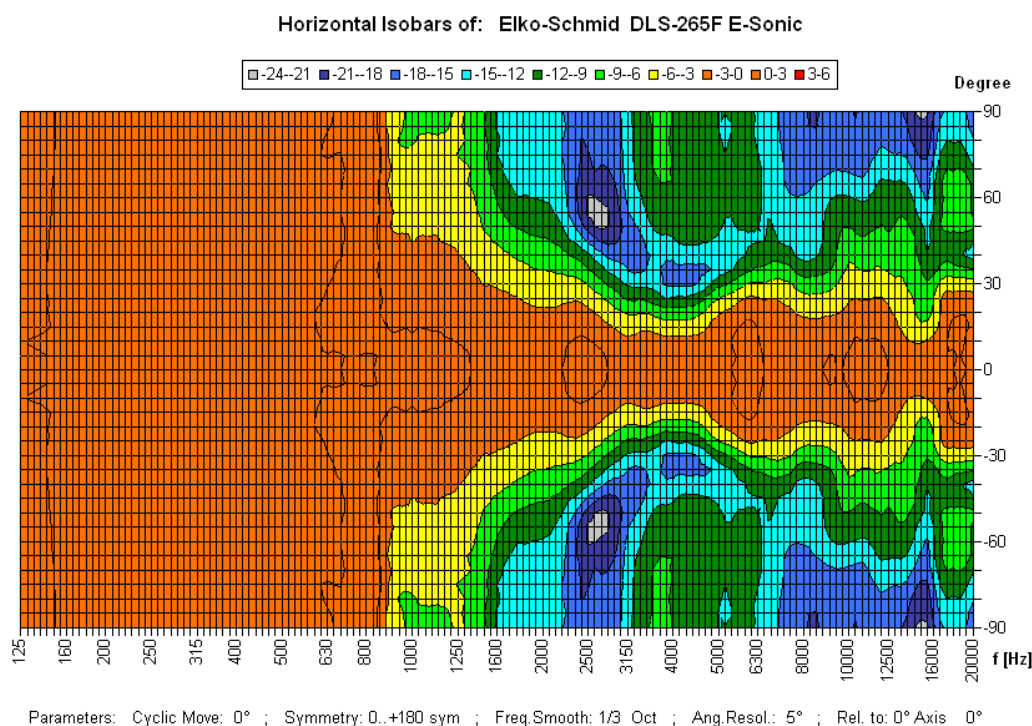 Horizontal Isobars of: Elko-Schmid DLS-265F E-Sonic
-24--21 -21--18 -18--15 -15--12 -12--9 -9--6 -6--3 -3-0 0-3 3-6
Degree
90
60
30
0
-30
-60
-90
125 160 200 250 315 400 500 630 800 1000 1250 2000 2500 3150 4000 5000 6300 8000 10000 12500 16000 20000
f [Hz]
Parameters: Cyclic Move: 0° ; Symmetry: 0..+180 sym ; Freq.Smooth: 1/3 Oct ; Ang.Resol.: 5° ; Rel. to: 0° Axis 0°